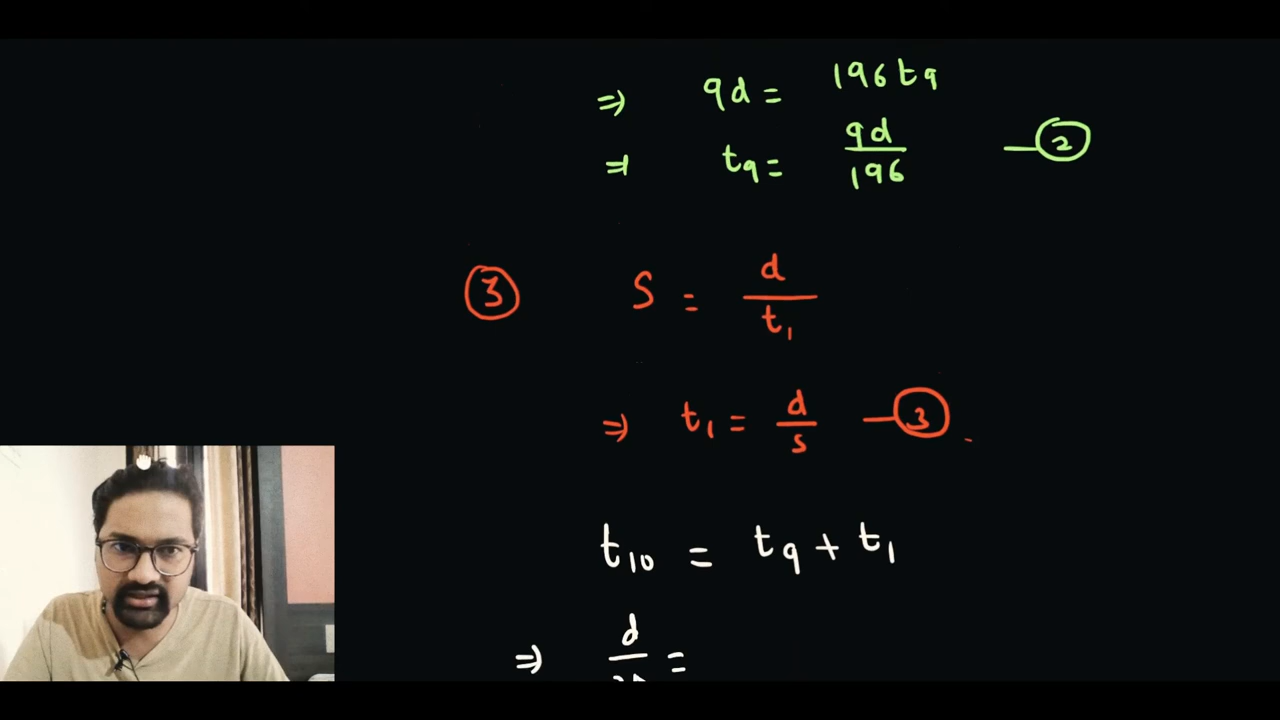 ⇒ 9d = 196t₉
⇒ t₉ = 9d/196 —②
③ S = d/t₁
⇒ t₁ = d/s —③
t₁₀ = t₉ + t₁
⇒ d/ =